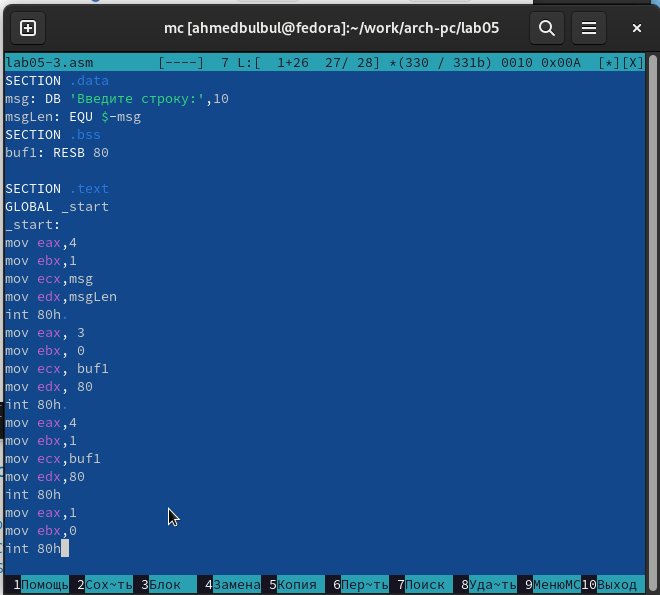 mc [ahmedbulbul@fedora]:~/work/arch-pc/lab05
lab05-3.asm [----] 7 L:[ 1+26 27/ 28] *(330 / 331b) 0010 0x00A [*][X]
SECTION .data
msg: DB 'Введите строку:',10
msgLen: EQU $-msg
SECTION .bss
buf1: RESB 80
SECTION .text
GLOBAL _start
_start:
mov eax,4
mov ebx,1
mov ecx,msg
mov edx,msgLen
int 80h.
mov eax, 3
mov ebx, 0
mov ecx, buf1
mov edx, 80
int 80h.
mov eax,4
mov ebx,1
mov ecx,buf1
mov edx,80
int 80h
mov eax,1
mov ebx,0
int 80h
1Помощь 2Сох~ть 3Блок 4Замена 5Копия 6Пер~ть 7Поиск 8Уда~ть 9МенюMC 10Выход